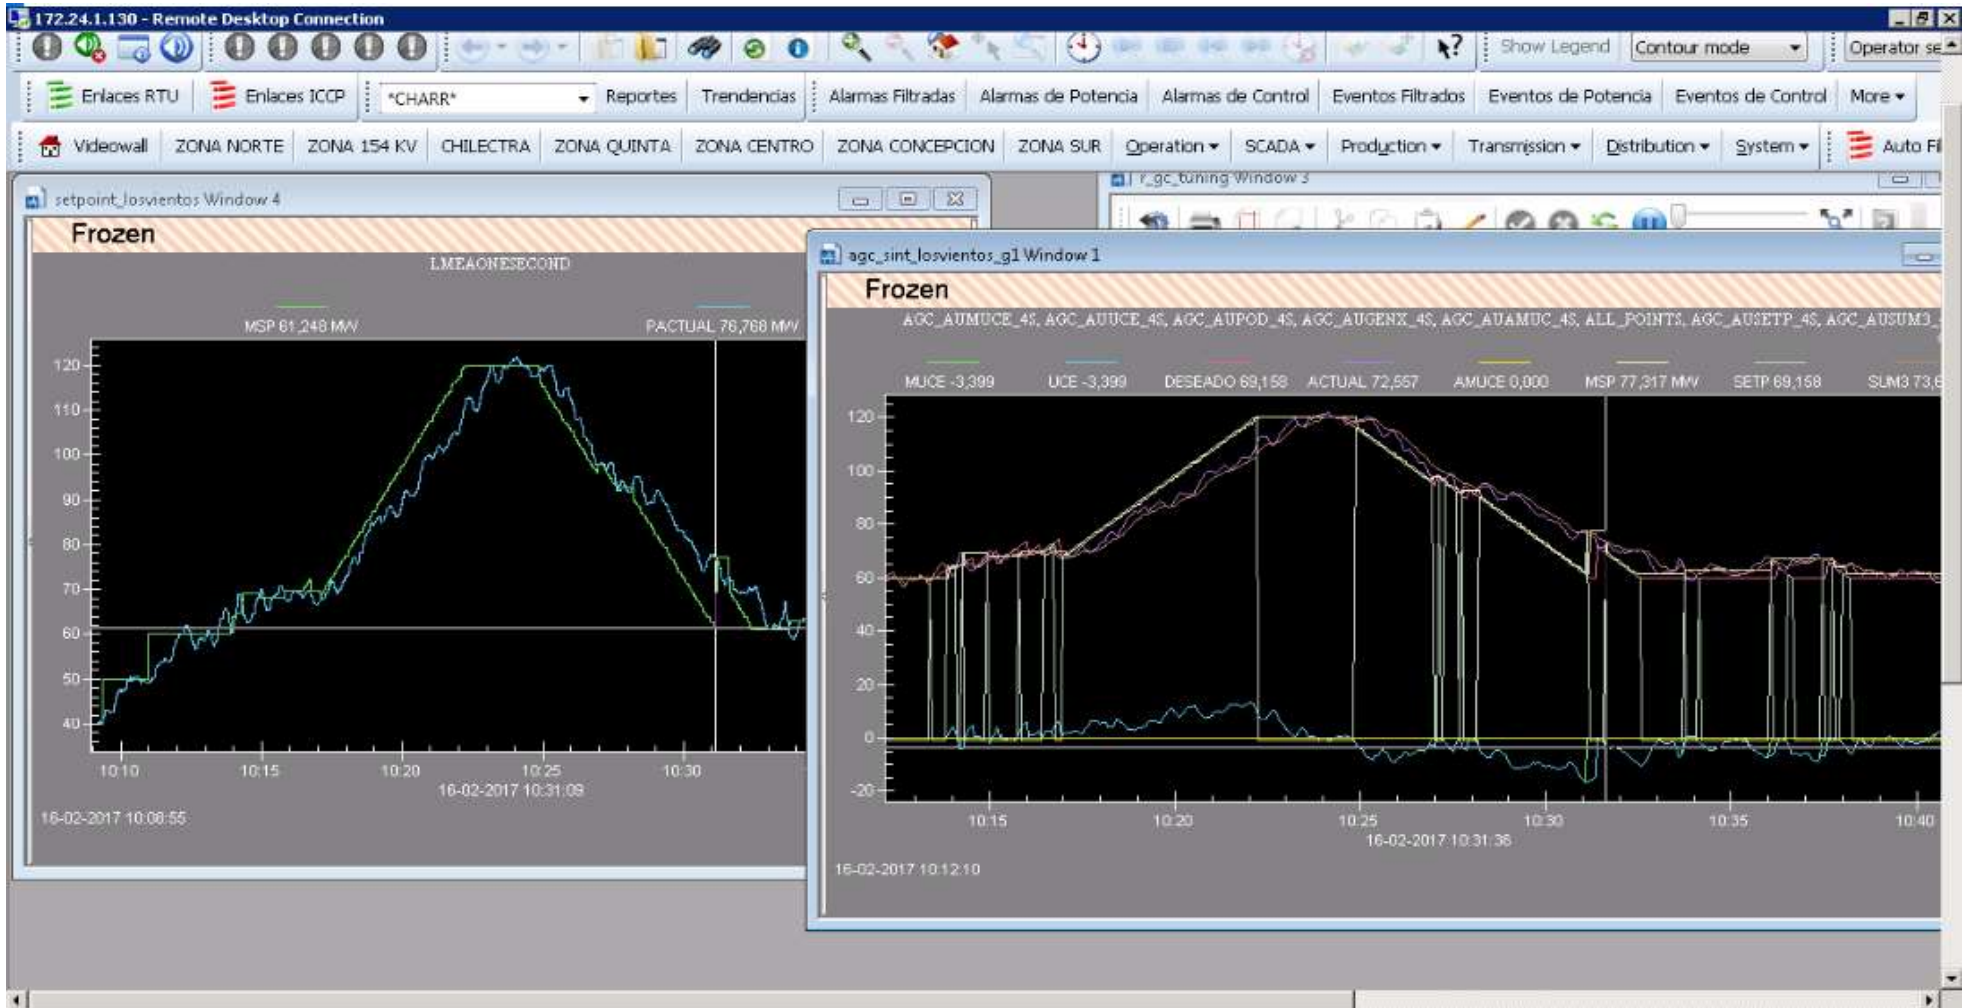 172.24.1.130 - Remote Desktop Connection
Show Legend Contour mode Operator se
Enlaces RTU Enlaces ICCP *CHARR* Reportes Trendencias Alarmas Filtradas Alarmas de Potencia Alarmas de Control Eventos Filtrados Eventos de Potencia Eventos de Control More
Videowall ZONA NORTE ZONA 154 KV CHILECTRA ZONA QUINTA ZONA CENTRO ZONA CONCEPCION ZONA SUR Operation SCADA Production Transmission Distribution System Auto Fi
setpoint_losvientos Window 4
Frozen
LMEAONESECOND
MSP 61,248 MW PACTUAL 76,768 MW
120
110
100
90
80
70
60
50
40
10:10 10:15 10:20 10:25 10:30
16-02-2017 10:31:09
16-02-2017 10:08:55
r_gc_tuning Window 3
agc_sint_losvientos_g1 Window 1
Frozen
AGC_AUMUCE_4S, AGC_AUUCE_4S, AGC_AUPOD_4S, AGC_AUGENX_4S, AGC_AUAMUC_4S, ALL_POINTS, AGC_AUSETP_4S, AGC_AUSUM3_
MUCE -3,399 UCE -3,399 DESEADO 69,158 ACTUAL 72,557 AMUCE 0,000 MSP 77,317 MW SETP 69,158 SUM3 73,6
120
100
80
60
40
20
0
-20
10:15 10:20 10:25 10:30 10:35 10:40
16-02-2017 10:31:36
16-02-2017 10:12:10